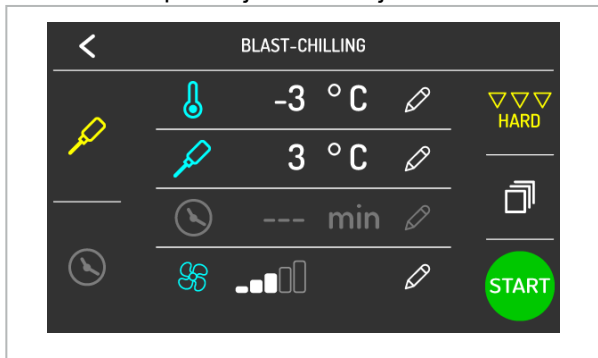 BLAST-CHILLING
-3 °C
HARD
3 °C
--- min
START